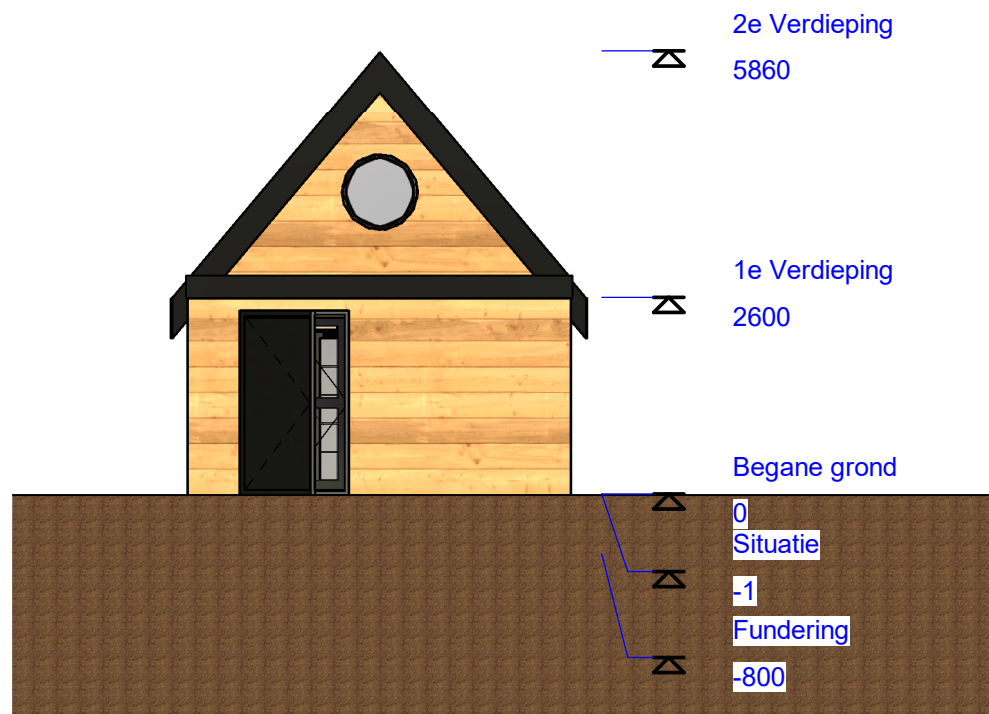 2e Verdieping
5860
1e Verdieping
2600
Begane grond
0
Situatie
-1
Fundering
-800